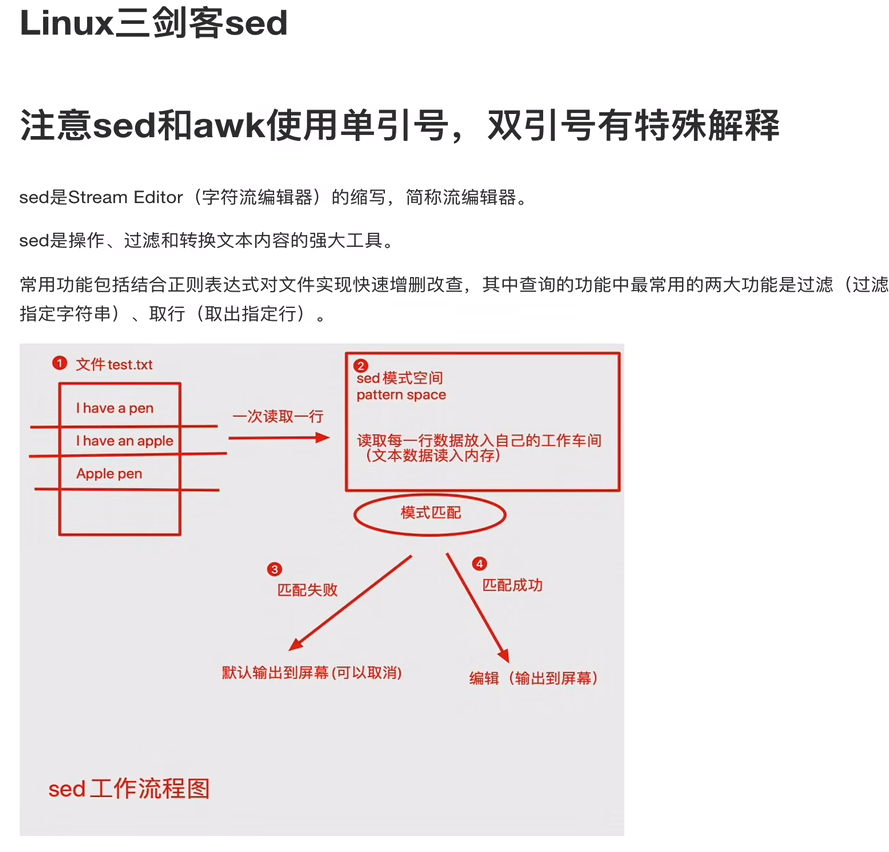 Linux三剑客sed
注意sed和awk使用单引号，双引号有特殊解释
sed是Stream Editor（字符流编辑器）的缩写，简称流编辑器。
sed是操作、过滤和转换文本内容的强大工具。
常用功能包括结合正则表达式对文件实现快速增删改查，其中查询的功能中最常用的两大功能是过滤（过滤
指定字符串）、取行（取出指定行）。
1 文件test.txt
I have a pen
I have an apple
Apple pen
一次读取一行
2
sed模式空间
pattern space
读取每一行数据放入自己的工作车间
（文本数据读入内存）
模式匹配
3
匹配失败
4
匹配成功
默认输出到屏幕(可以取消)
编辑（输出到屏幕）
sed工作流程图